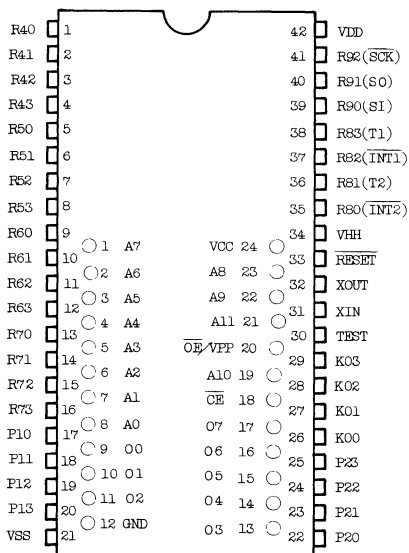 R40 1 42 VDD
R41 2 41 R92(SCK)
R42 3 40 R91(SO)
R43 4 39 R90(SI)
R50 5 38 R83(T1)
R51 6 37 R82(INT1)
R52 7 36 R81(T2)
R53 8 35 R80(INT2)
R60 9 34 VHH
1 A7 VCC 24
R61 10 33 RESET
2 A6 A8 23
R62 11 32 XOUT
3 A5 A9 22
R63 12 31 XIN
4 A4 A11 21
R70 13 30 TEST
5 A3 OE/VPP 20
R71 14 29 K03
6 A2 A10 19
R72 15 28 K02
7 A1 CE 18
R73 16 27 K01
8 A0 O7 17
P10 17 26 K00
9 O0 O6 16
P11 18 25 P23
10 O1 O5 15
P12 19 24 P22
11 O2 O4 14
P13 20 23 P21
12 GND O3 13
VSS 21 22 P20